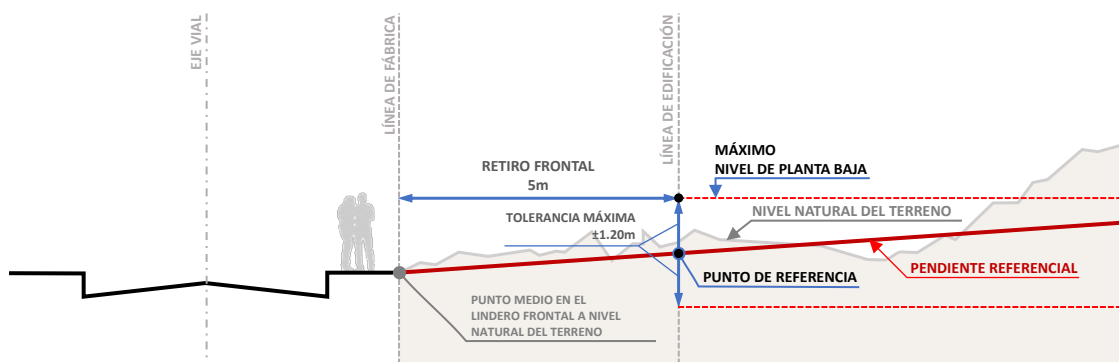 EJE VIAL
LÍNEA DE FÁBRICA
LÍNEA DE EDIFICACIÓN
RETIRO FRONTAL
5m
MÁXIMO
NIVEL DE PLANTA BAJA
TOLERANCIA MÁXIMA
±1.20m
NIVEL NATURAL DEL TERRENO
PUNTO DE REFERENCIA
PENDIENTE REFERENCIAL
PUNTO MEDIO EN EL
LINDERO FRONTAL A NIVEL
NATURAL DEL TERRENO